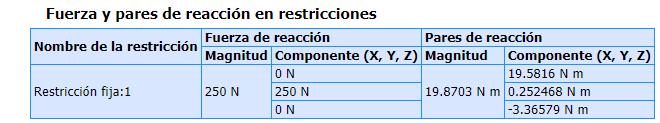 Fuerza y pares de reacción en restricciones
Nombre de la restricción Fuerza de reacción Pares de reacción
Magnitud Componente (X, Y, Z) Magnitud Componente (X, Y, Z)
0 N 19.5816 N m
Restricción fija:1 250 N 250 N 19.8703 N m 0.252468 N m
0 N -3.36579 N m